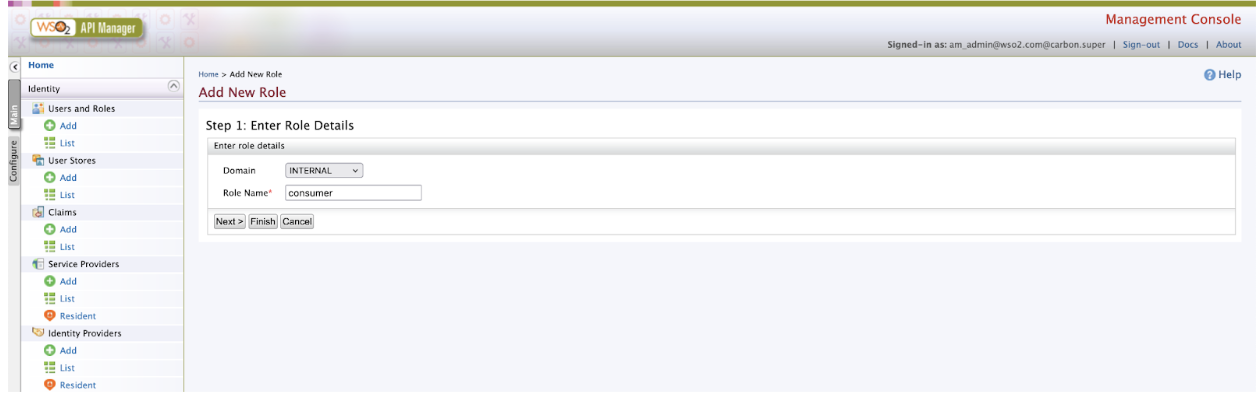 WSO2 API Manager
Management Console
Signed-in as: am_admin@wso2.com@carbon.super | Sign-out | Docs | About
Main
Configure
Home
Identity
Users and Roles
Add
List
User Stores
Add
List
Claims
Add
List
Service Providers
Add
List
Resident
Identity Providers
Add
List
Resident
Home > Add New Role
Help
Add New Role
Step 1: Enter Role Details
Enter role details
Domain INTERNAL
Role Name* consumer
Next > Finish Cancel